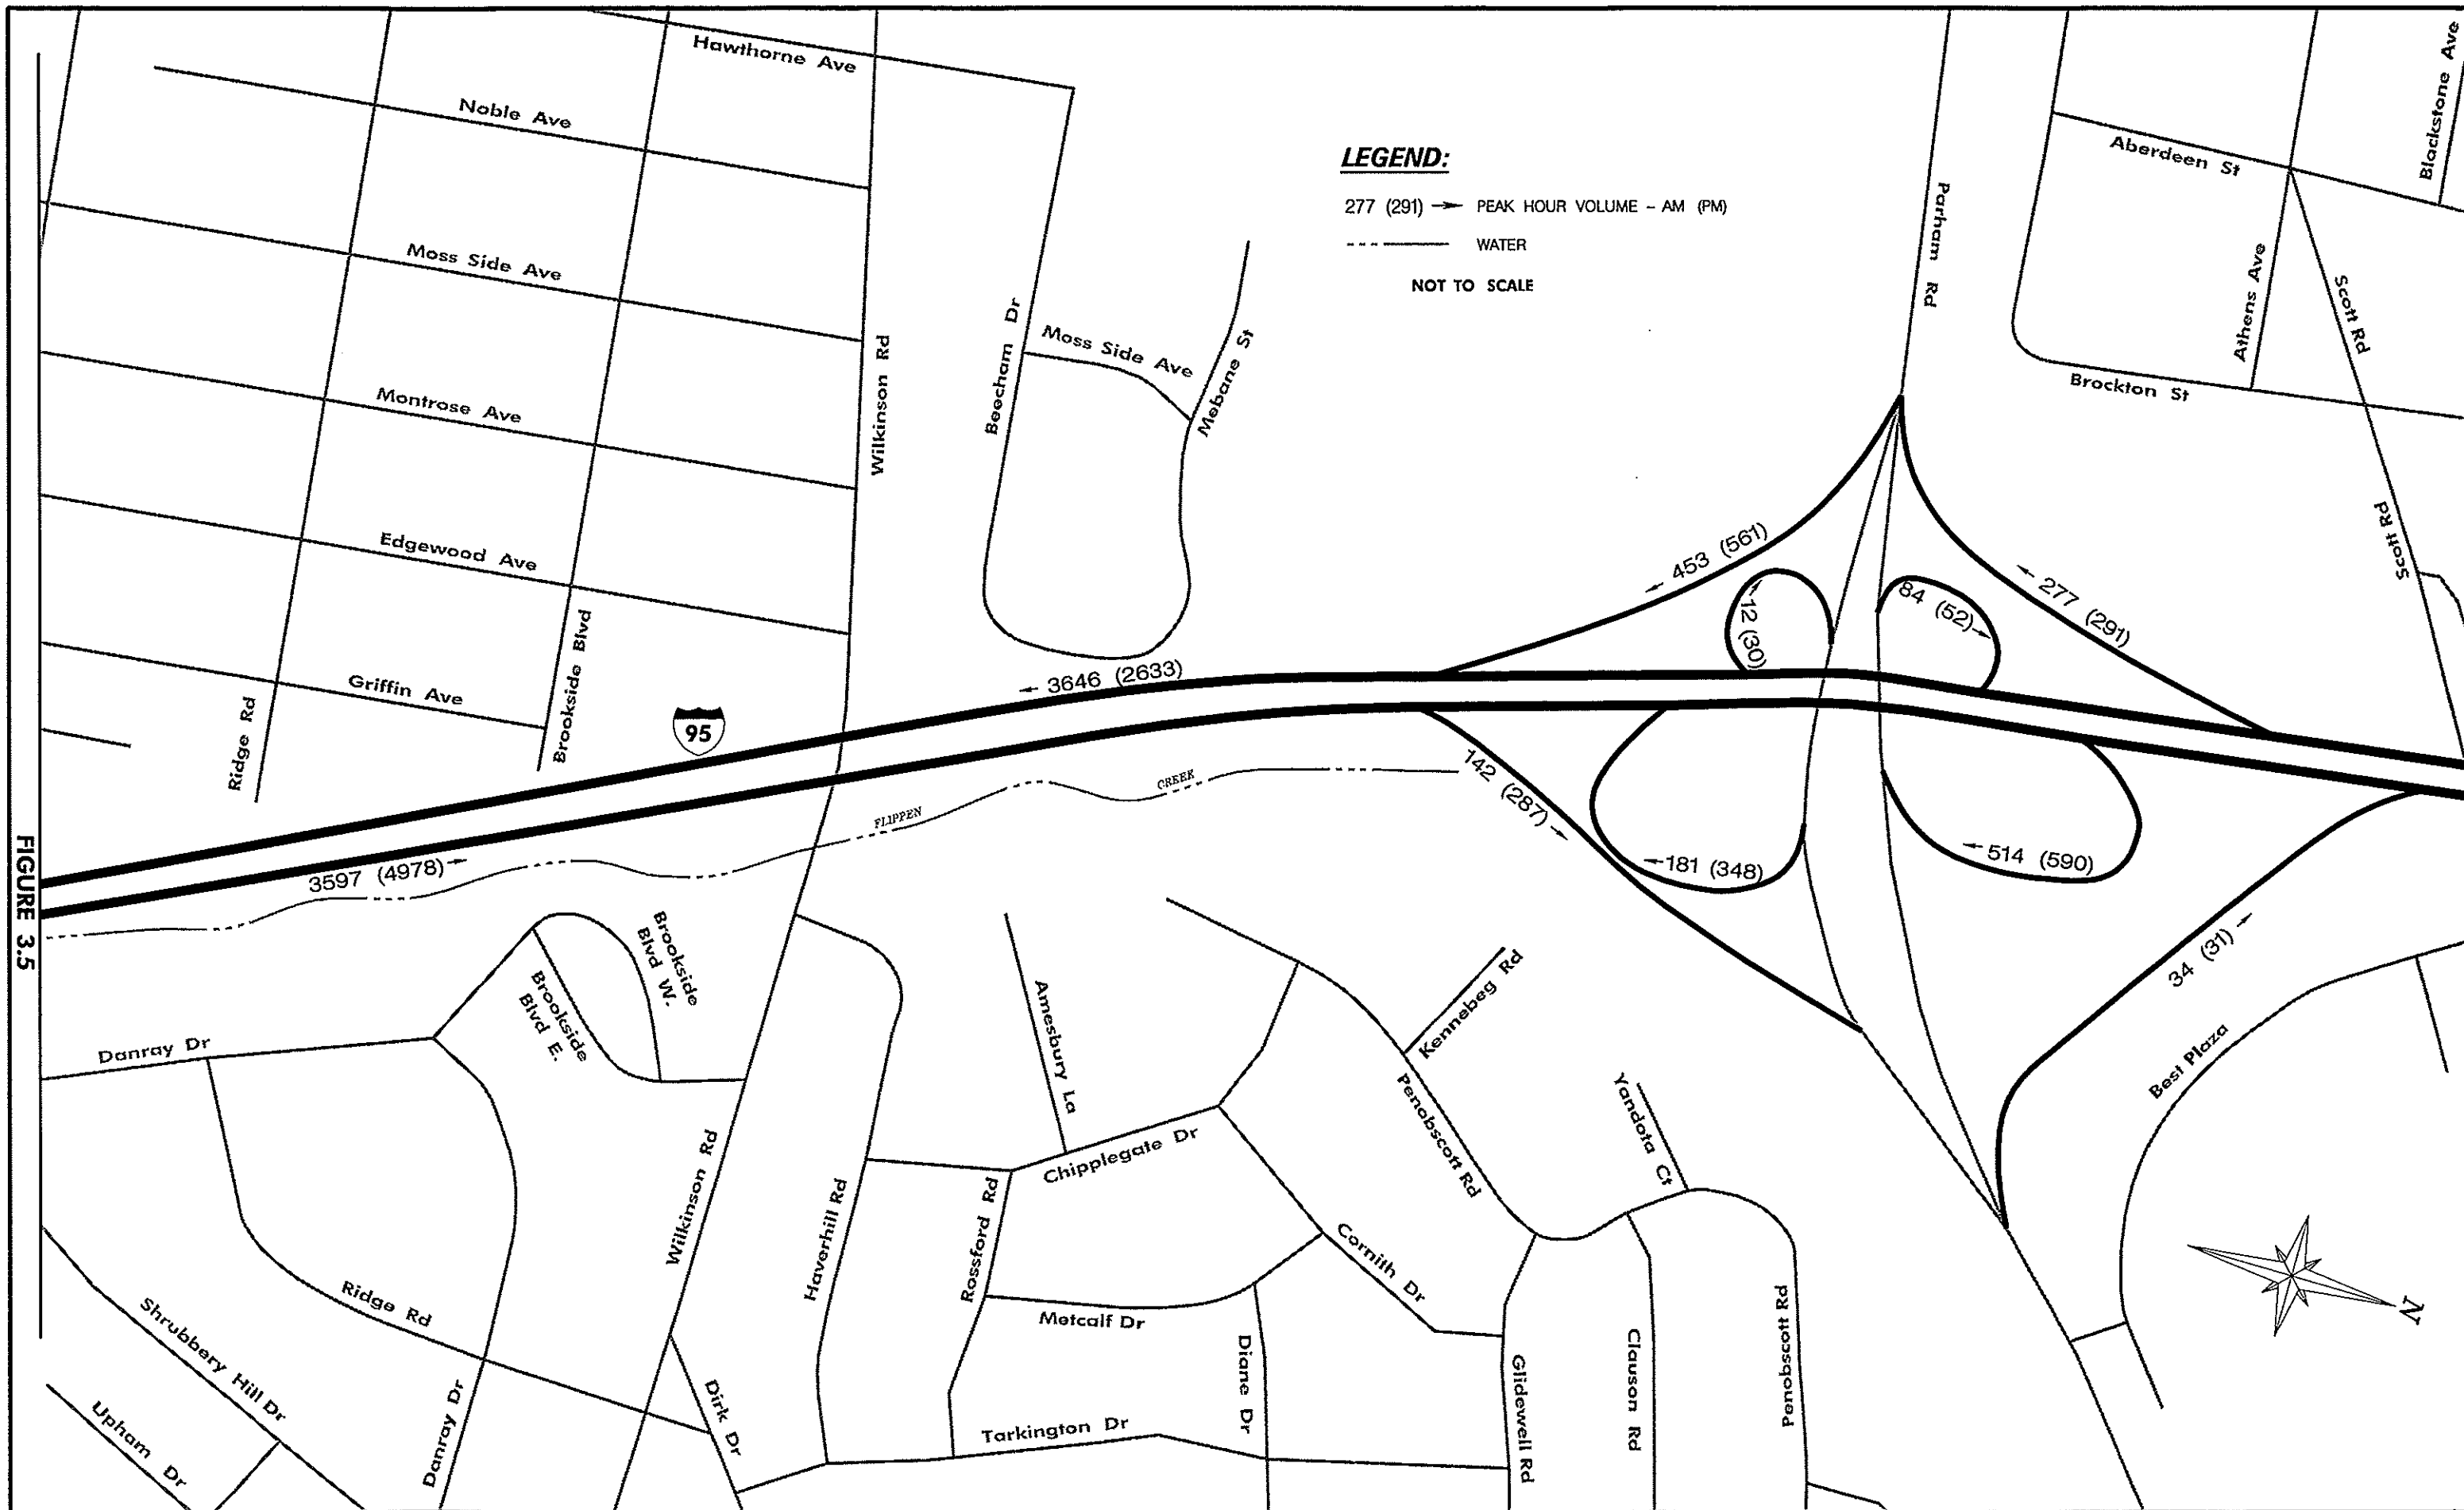 Hawthorne Ave
Noble Ave
Moss Side Ave
Montrose Ave
Edgewood Ave
Griffin Ave
Ridge Rd
Brookside Blvd
Wilkinson Rd
Beecham Dr
Moss Side Ave
Mebane St
LEGEND:
277 (291) PEAK HOUR VOLUME - AM (PM)
WATER
NOT TO SCALE
Parham Rd
Aberdeen St
Blackstone Ave
Athens Ave
Scott Rd
Brockton St
Scott Rd
453 (561)
12 (30)
84 (52)
277 (291)
3646 (2633)
95
3597 (4978)
FLIPPEN
CREEK
142 (287)
181 (348)
514 (590)
34 (31)
FIGURE 3.5
Brookside
Blvd W.
Brookside
Blvd E.
Danray Dr
Amesbury La
Kennebeg Rd
Penabscott Rd
Yandota Ct
Best Plaza
Wilkinson Rd
Haverhill Rd
Rossford Rd
Chipplegate Dr
Cornith Dr
Metcalf Dr
Ridge Rd
Shrubbery Hill Dr
Upham Dr
Danray Dr
Dirk Dr
Tarkington Dr
Diane Dr
Glidewell Rd
Clauson Rd
Penobscott Rd
N